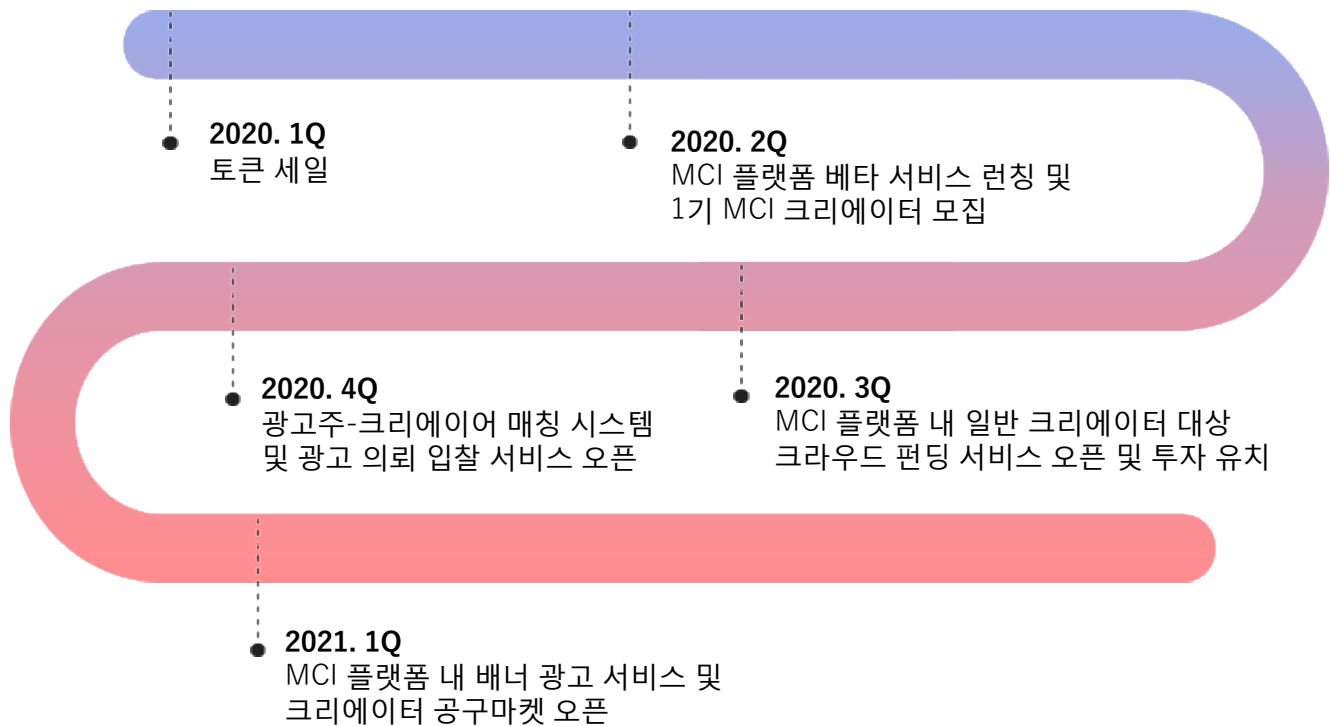 2020. 1Q
토큰 세일
2020. 2Q
MCI 플랫폼 베타 서비스 런칭 및
1기 MCI 크리에이터 모집
2020. 3Q
MCI 플랫폼 내 일반 크리에이터 대상
크라우드 펀딩 서비스 오픈 및 투자 유치
2020. 4Q
광고주-크리에이어 매칭 시스템
및 광고 의뢰 입찰 서비스 오픈
2021. 1Q
MCI 플랫폼 내 배너 광고 서비스 및
크리에이터 공구마켓 오픈